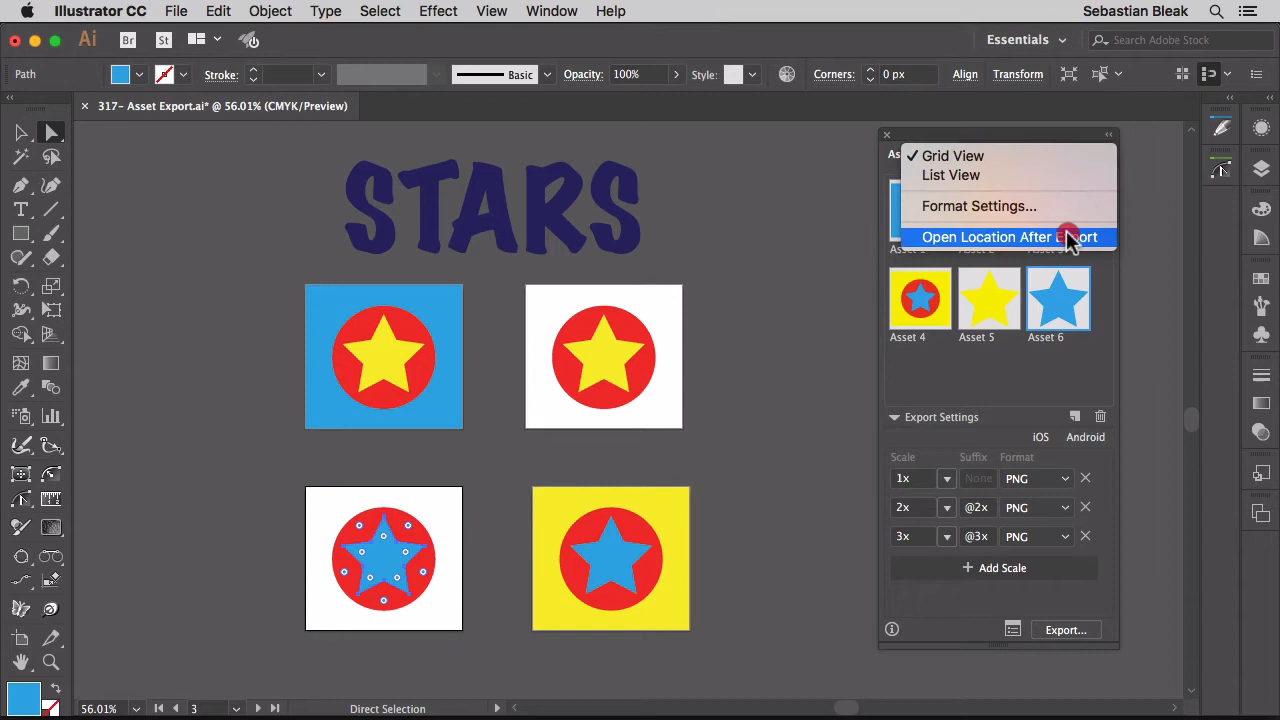 Illustrator CC File Edit Object Type Select Effect View Window Help Sebastian Bleak
Ai Br St Essentials Search Adobe Stock
Path Stroke: Basic Opacity: 100% Style: Corners: 0 px Align Transform
317- Asset Export.ai* @ 56.01% (CMYK/Preview)
STARS
As
Grid View
List View
Format Settings...
Open Location After Export
Asset 4 Asset 5 Asset 6
Export Settings
iOS Android
Scale Suffix Format
1x None PNG
2x @2x PNG
3x @3x PNG
+ Add Scale
Export...
56.01% 3 Direct Selection